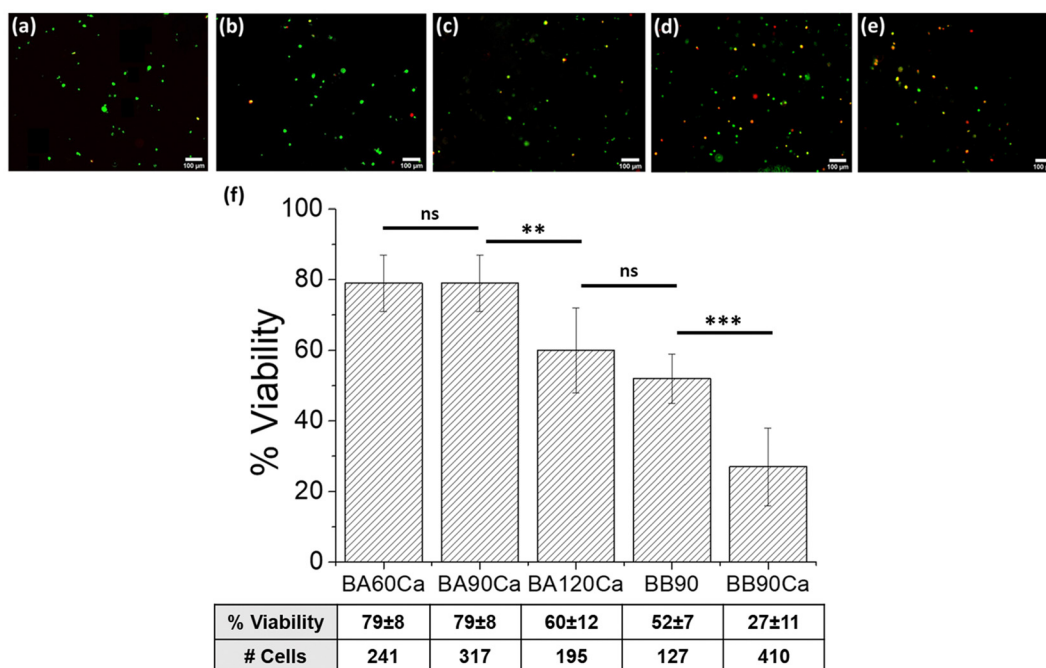 (a) (b) (c) (d) (e)
100 μm 100 μm 100 μm 100 μm 100 μm
(f)
100
ns
**
80
ns
***
60
40
20
0
% Viability
BA60Ca BA90Ca BA120Ca BB90 BB90Ca
% Viability 79±8 79±8 60±12 52±7 27±11
# Cells 241 317 195 127 410